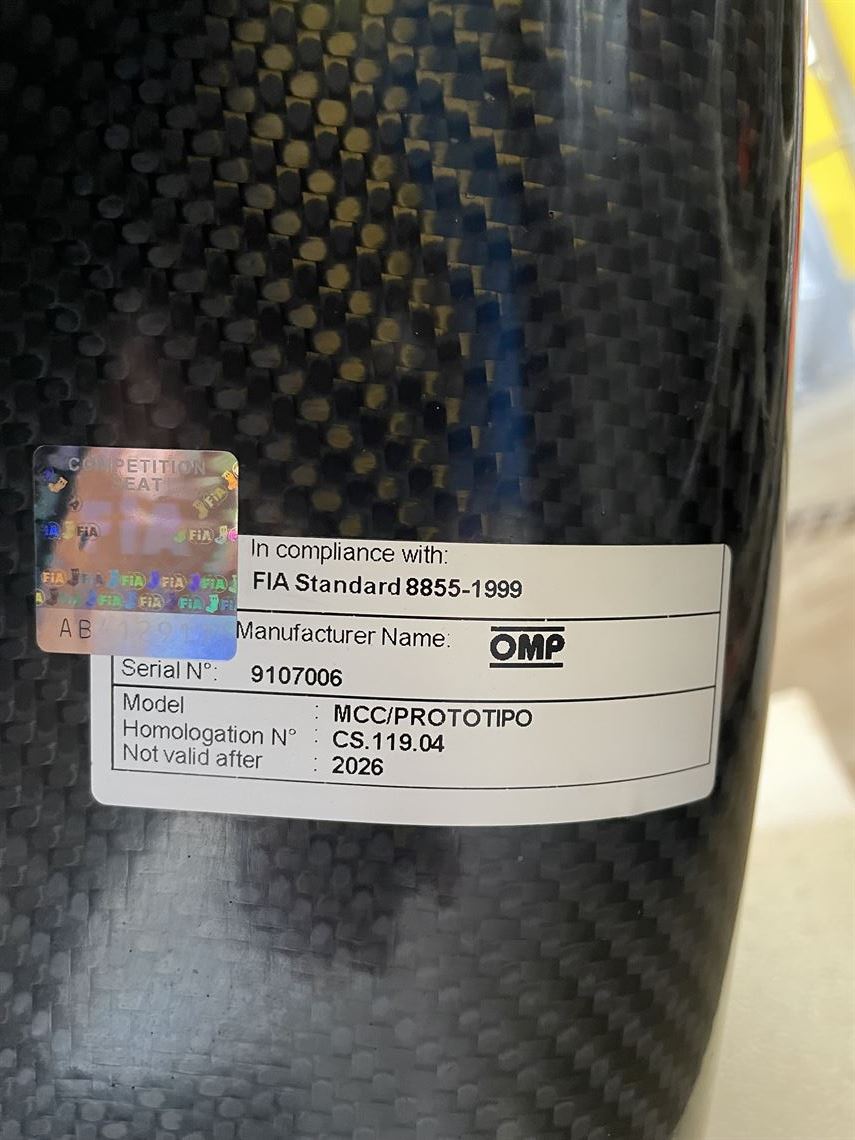 COMPETITION
SEAT
FIA
In compliance with:
FIA Standard 8855-1999
Manufacturer Name: OMP
Serial N°: 9107006
Model : MCC/PROTOTIPO
Homologation N° : CS.119.04
Not valid after : 2026